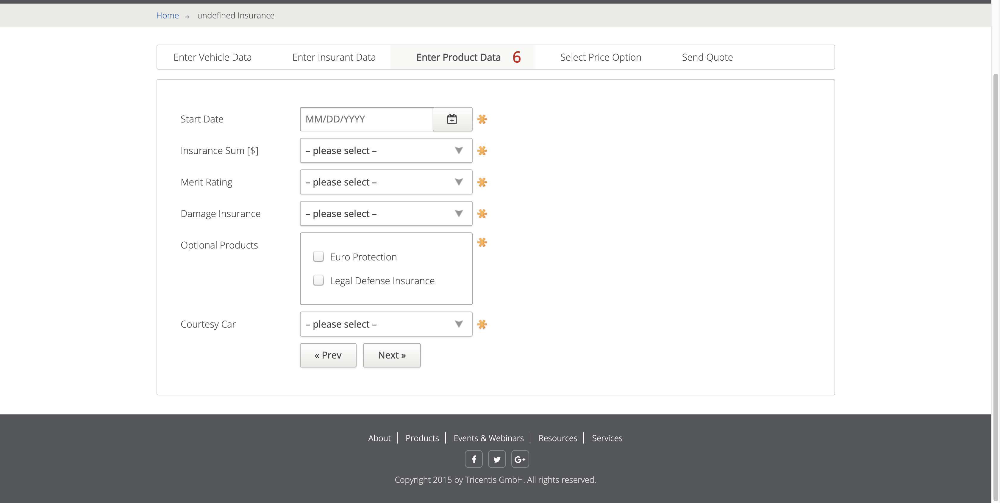 Home → undefined Insurance
Enter Vehicle Data Enter Insurant Data Enter Product Data 6 Select Price Option Send Quote
Start Date MM/DD/YYYY
Insurance Sum [$] – please select –
Merit Rating – please select –
Damage Insurance – please select –
Optional Products
Euro Protection
Legal Defense Insurance
Courtesy Car – please select –
« Prev Next »
About Products Events & Webinars Resources Services
f G+
Copyright 2015 by Tricentis GmbH. All rights reserved.